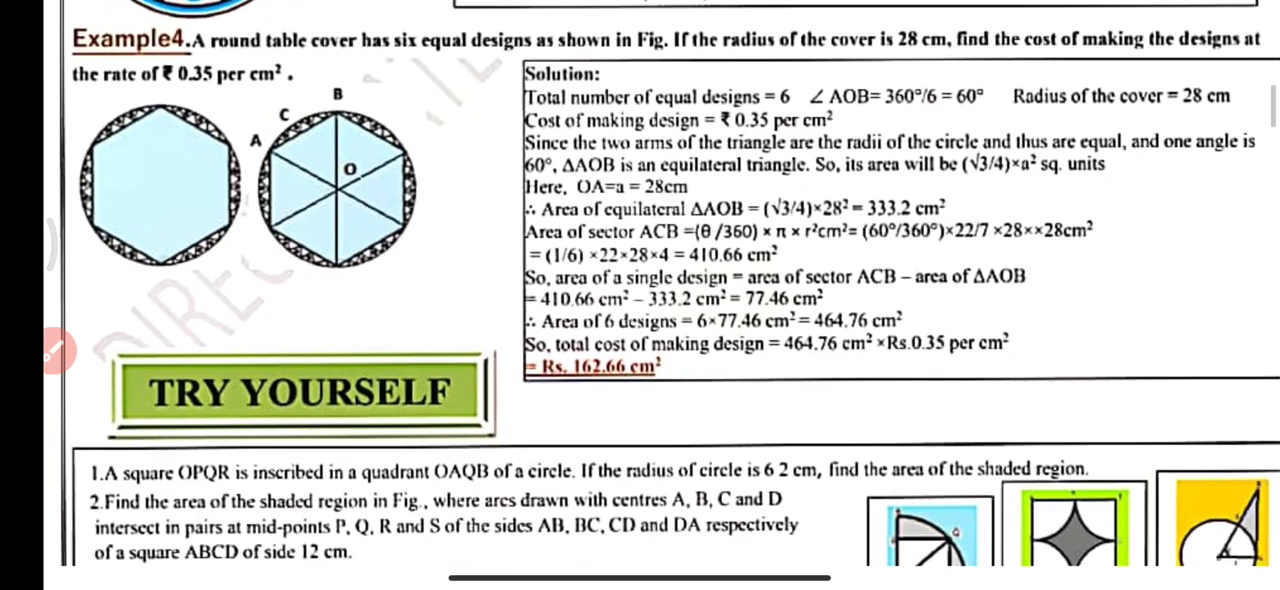 Example4.A round table cover has six equal designs as shown in Fig. If the radius of the cover is 28 cm, find the cost of making the designs at
the rate of ₹ 0.35 per cm² .
Solution:
Total number of equal designs = 6 ∠ AOB= 360°/6 = 60° Radius of the cover = 28 cm
Cost of making design = ₹ 0.35 per cm²
Since the two arms of the triangle are the radii of the circle and thus are equal, and one angle is
60°, ΔAOB is an equilateral triangle. So, its area will be (√3/4)×a² sq. units
Here, OA=a = 28cm
∴ Area of equilateral ΔAOB = (√3/4)×28² = 333.2 cm²
Area of sector ACB =(θ /360) × π × r²cm²= (60°/360°)×22/7 ×28××28cm²
= (1/6) ×22×28×4 = 410.66 cm²
So, area of a single design = area of sector ACB – area of ΔAOB
= 410.66 cm² – 333.2 cm² = 77.46 cm²
∴ Area of 6 designs = 6×77.46 cm² = 464.76 cm²
So, total cost of making design = 464.76 cm² ×Rs.0.35 per cm²
= Rs. 162.66 cm²
B
C
A
O
DIREC
TRY YOURSELF
1.A square OPQR is inscribed in a quadrant OAQB of a circle. If the radius of circle is 6 2 cm, find the area of the shaded region.
2.Find the area of the shaded region in Fig., where arcs drawn with centres A, B, C and D
intersect in pairs at mid-points P, Q, R and S of the sides AB, BC, CD and DA respectively
of a square ABCD of side 12 cm.